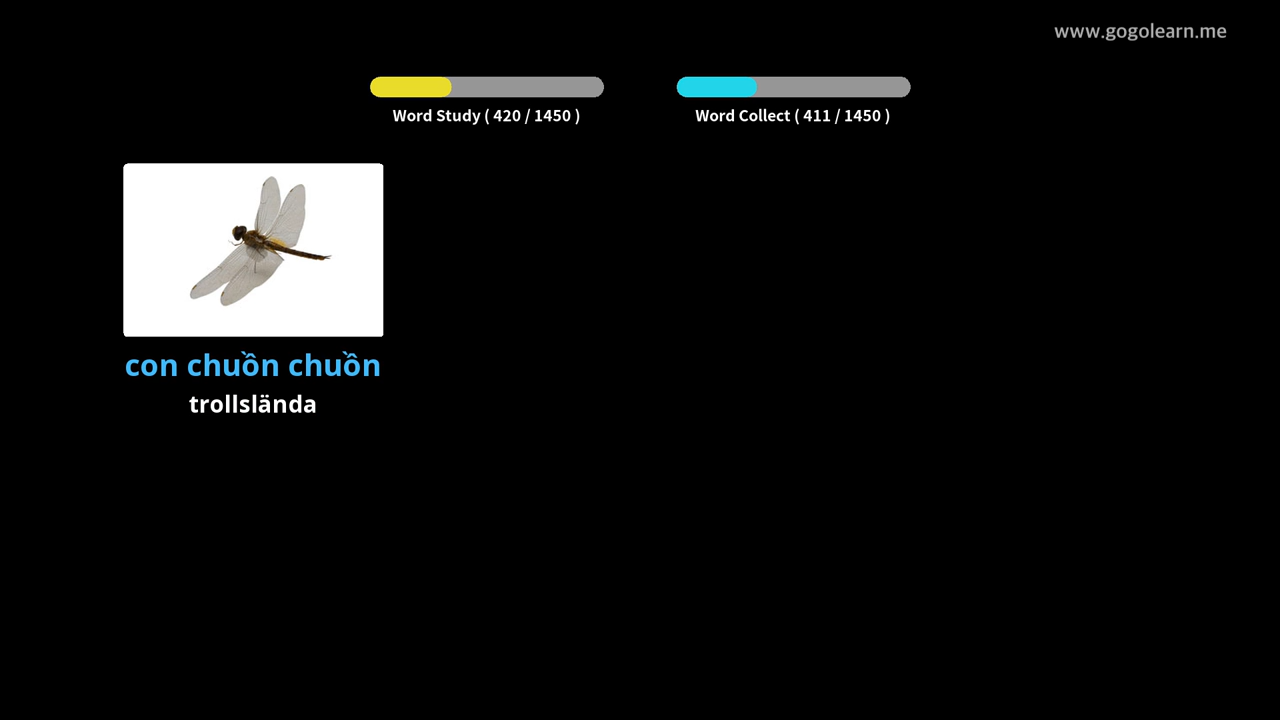 www.gogolearn.me
Word Study ( 420 / 1450 )
Word Collect ( 411 / 1450 )
con chuồn chuồn
trollslända